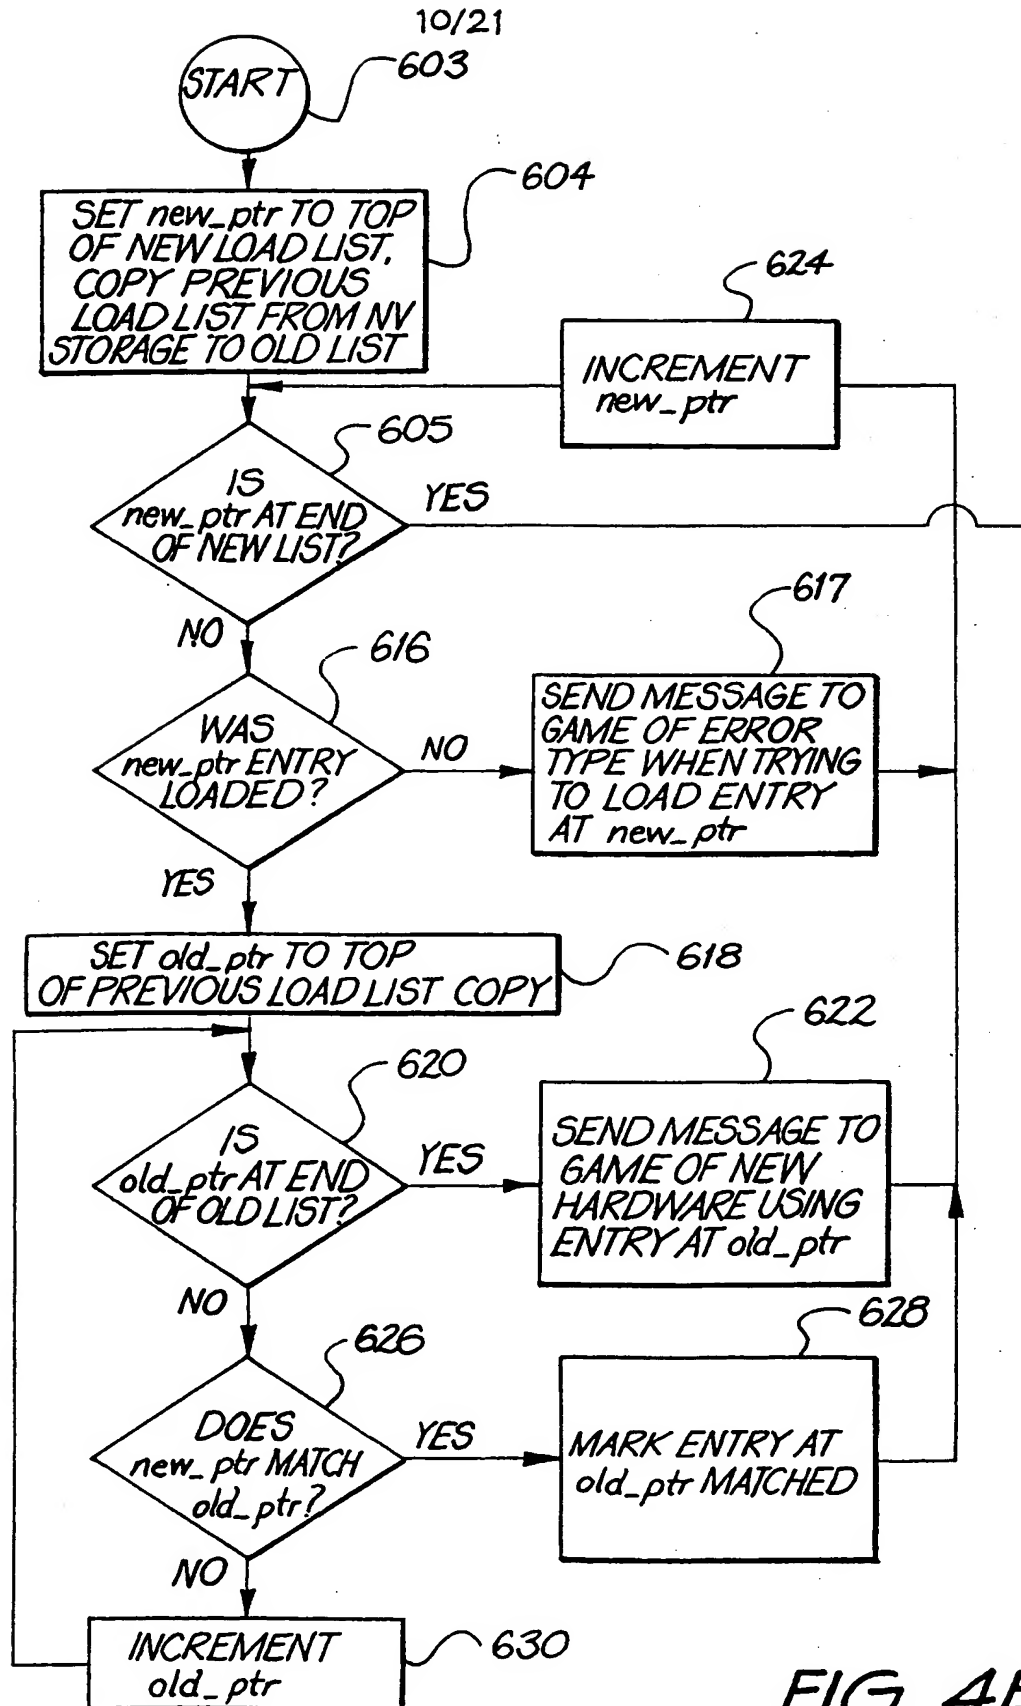 10/21
START
603
604
SET new_ptr TO TOP
OF NEW LOAD LIST,
COPY PREVIOUS
LOAD LIST FROM NV
STORAGE TO OLD LIST
624
INCREMENT
new_ptr
605
IS
new_ptr AT END
OF NEW LIST?
YES
NO
616
WAS
new_ptr ENTRY
LOADED?
NO
617
SEND MESSAGE TO
GAME OF ERROR
TYPE WHEN TRYING
TO LOAD ENTRY
AT new_ptr
YES
SET old_ptr TO TOP
OF PREVIOUS LOAD LIST COPY
618
620
IS
old_ptr AT END
OF OLD LIST?
YES
622
SEND MESSAGE TO
GAME OF NEW
HARDWARE USING
ENTRY AT old_ptr
NO
626
DOES
new_ptr MATCH
old_ptr?
YES
628
MARK ENTRY AT
old_ptr MATCHED
NO
INCREMENT
old_ptr
630
FIG. 4